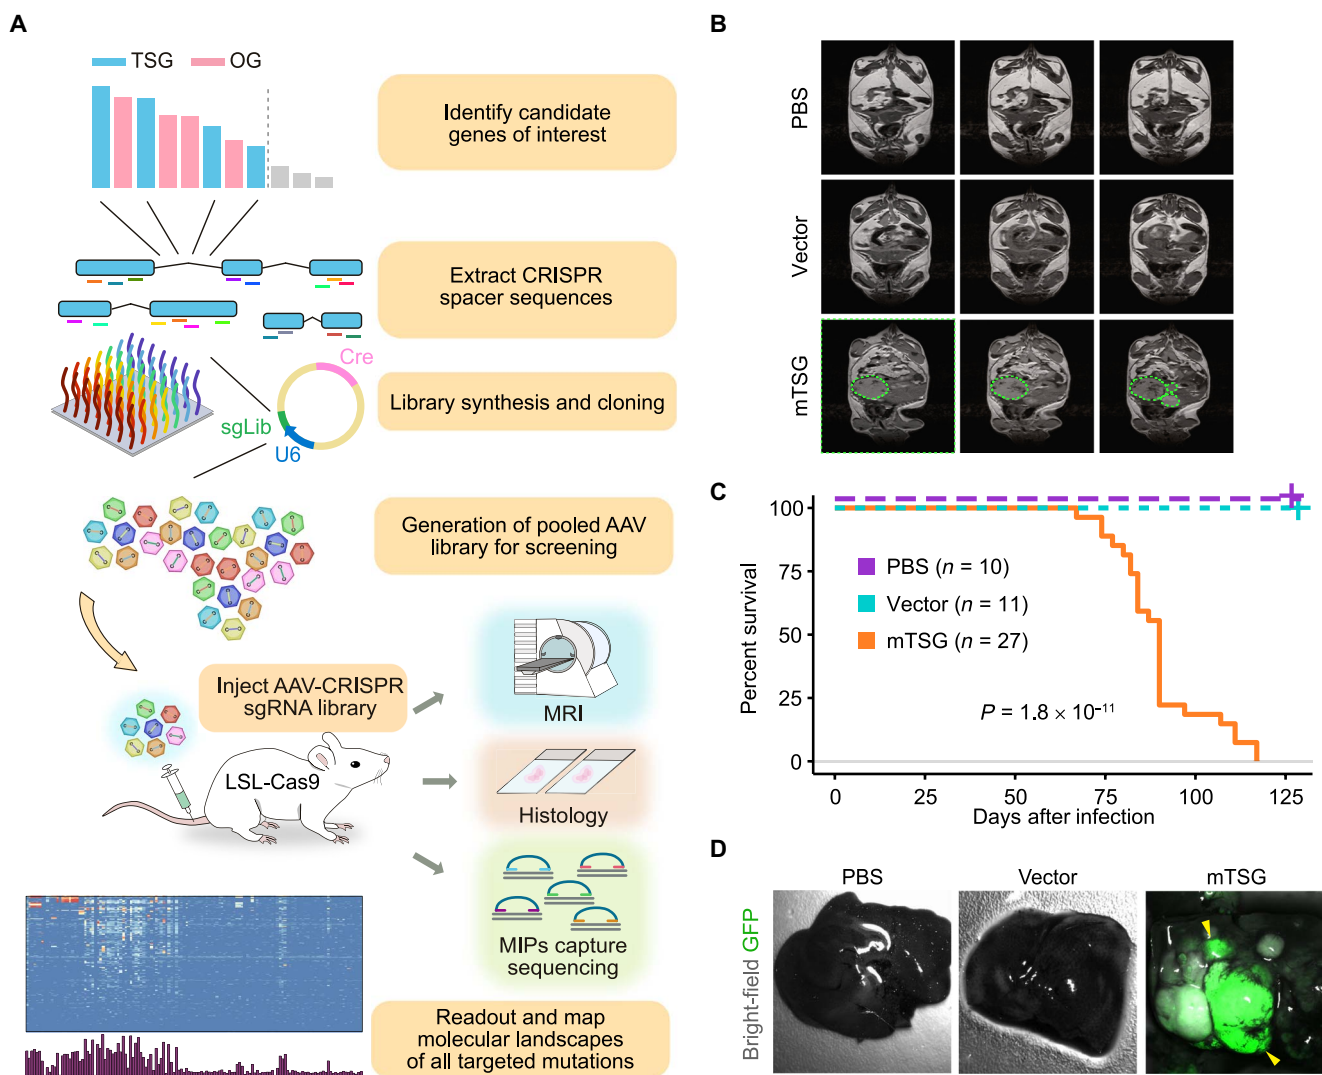 A
TSG OG
Identify candidate
genes of interest
Extract CRISPR
spacer sequences
Cre
sgLib
U6
Library synthesis and cloning
Generation of pooled AAV
library for screening
Inject AAV-CRISPR
sgRNA library
LSL-Cas9
MRI
Histology
MIPs capture
sequencing
Readout and map
molecular landscapes
of all targeted mutations
B
PBS
Vector
mTSG
C
Percent survival
100
75
50
25
0
PBS (n = 10)
Vector (n = 11)
mTSG (n = 27)
P = 1.8 × 10⁻¹¹
0 25 50 75 100 125
Days after infection
D
PBS Vector mTSG
Bright-field GFP